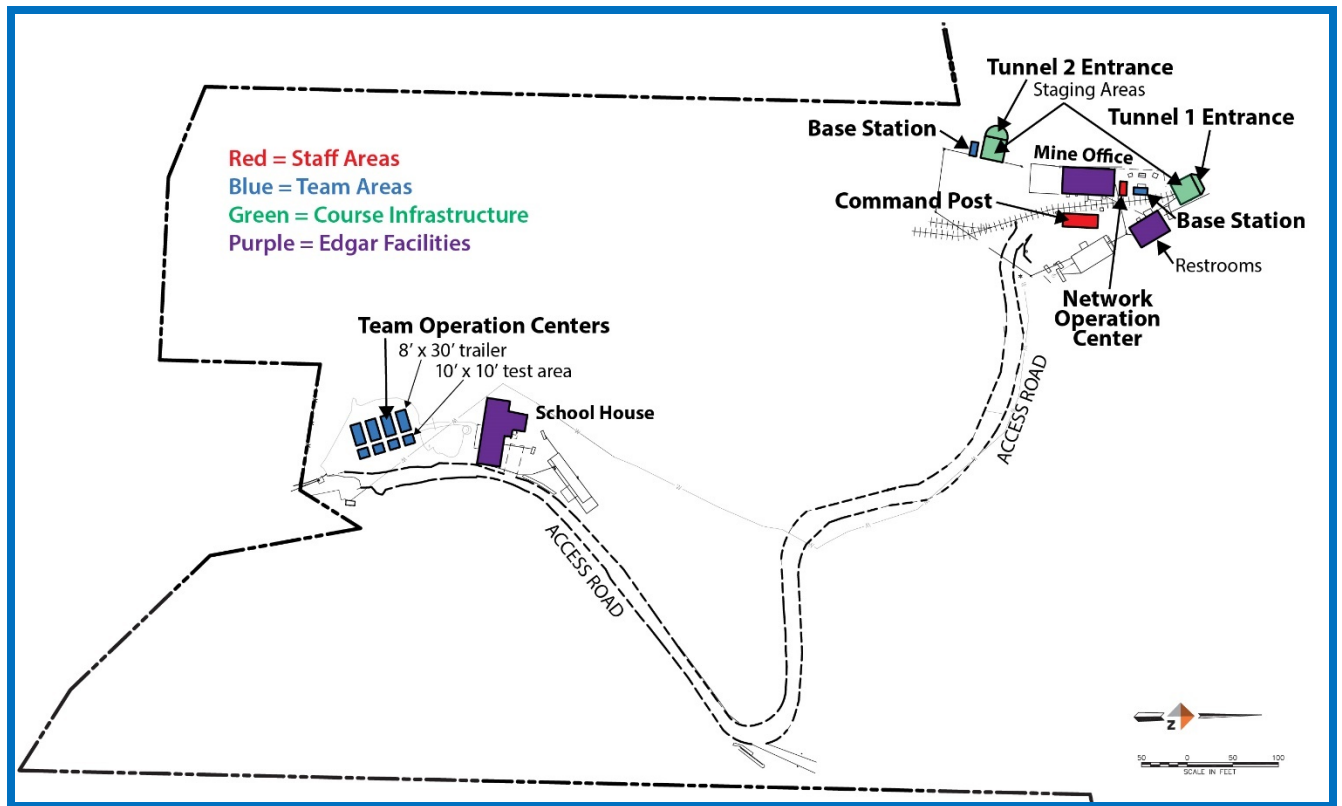 Tunnel 2 Entrance
Staging Areas
Tunnel 1 Entrance
Base Station
Mine Office
Red = Staff Areas
Blue = Team Areas
Green = Course Infrastructure
Purple = Edgar Facilities
Command Post
Base Station
Restrooms
Network
Operation
Center
Team Operation Centers
8' x 30' trailer
10' x 10' test area
School House
ACCESS ROAD
ACCESS ROAD
Z
50 0 50 100
SCALE IN FEET